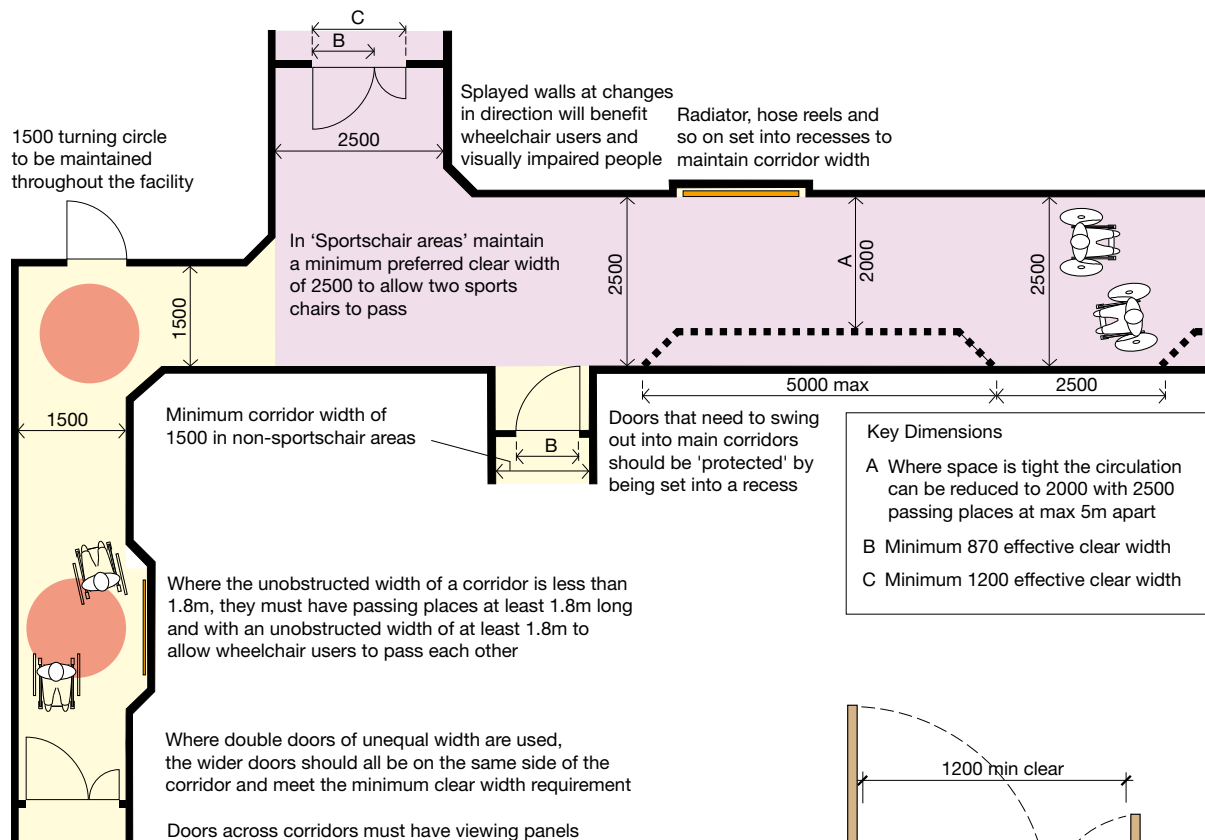 C
B
2500
Splayed walls at changes
in direction will benefit
wheelchair users and
visually impaired people
Radiator, hose reels and
so on set into recesses to
maintain corridor width
1500 turning circle
to be maintained
throughout the facility
In ‘Sportschair areas’ maintain
a minimum preferred clear width
of 2500 to allow two sports
chairs to pass
1500
2500
A
2000
2500
5000 max
2500
1500
Minimum corridor width of
1500 in non-sportschair areas
B
Doors that need to swing
out into main corridors
should be 'protected' by
being set into a recess
Key Dimensions
A Where space is tight the circulation
can be reduced to 2000 with 2500
passing places at max 5m apart
B Minimum 870 effective clear width
C Minimum 1200 effective clear width
Where the unobstructed width of a corridor is less than
1.8m, they must have passing places at least 1.8m long
and with an unobstructed width of at least 1.8m to
allow wheelchair users to pass each other
Where double doors of unequal width are used,
the wider doors should all be on the same side of the
corridor and meet the minimum clear width requirement
Doors across corridors must have viewing panels
1200 min clear